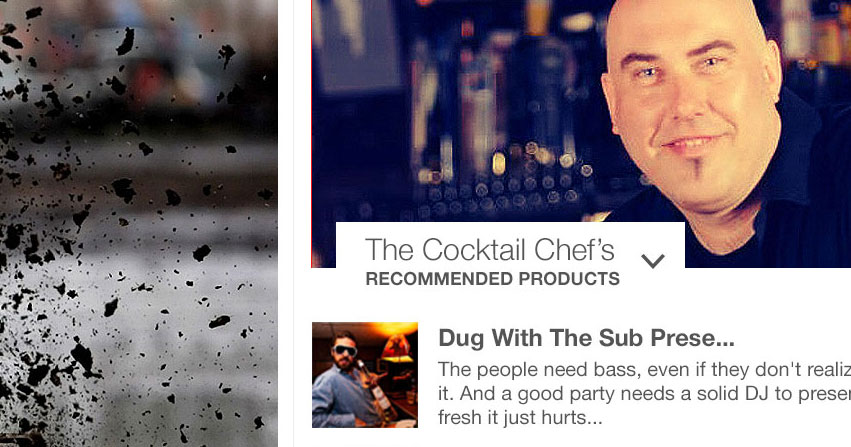 The Cocktail Chef's
RECOMMENDED PRODUCTS
Dug With The Sub Prese...
The people need bass, even if they don't realiz
it. And a good party needs a solid DJ to prese
fresh it just hurts...